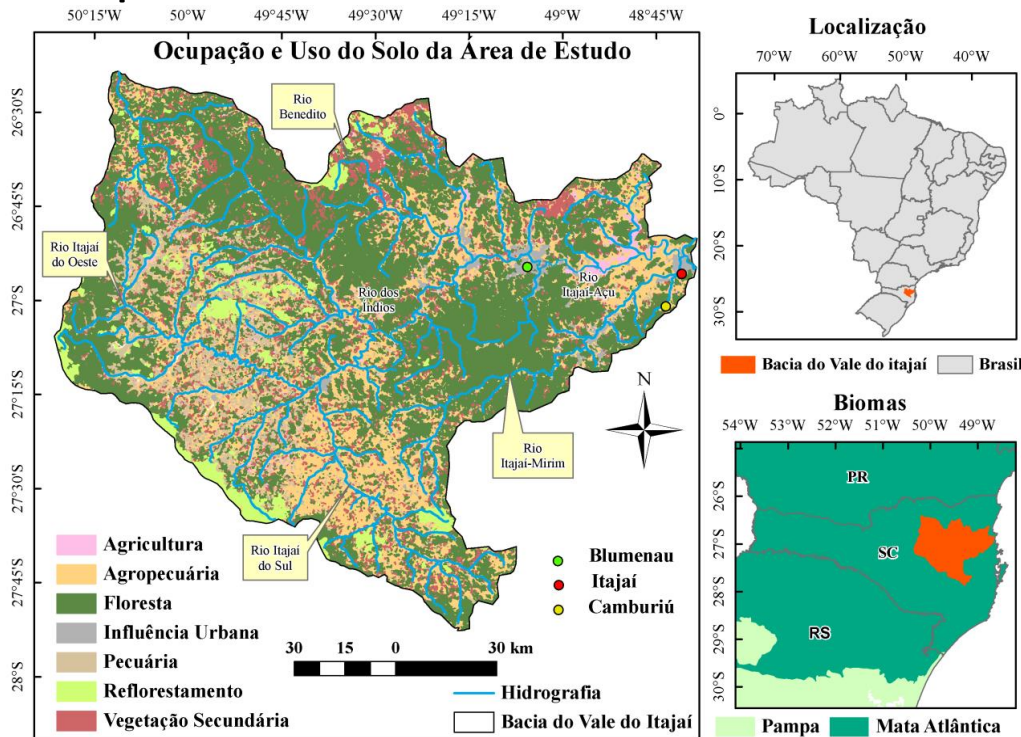 Ocupação e Uso do Solo da Área de Estudo
50°15'W 50°W 49°45'W 49°30'W 49°15'W 49°W 48°45'W
26°30'S
26°45'S
27°S
27°15'S
27°30'S
27°45'S
28°S
Rio
Benedito
Rio Itajaí
do Oeste
Rio dos
Índios
Rio
Itajaí-Açu
Rio
Itajaí-Mirim
Rio Itajaí
do Sul
N
Agricultura
Agropecuária
Floresta
Influência Urbana
Pecuária
Reflorestamento
Vegetação Secundária
Blumenau
Itajaí
Camburiú
30 15 0 30 km
Hidrografia
Bacia do Vale do Itajaí
Localização
70°W 60°W 50°W 40°W
0°
10°S
20°S
30°S
Bacia do Vale do itajaí
Brasil
Biomas
54°W 53°W 52°W 51°W 50°W 49°W
26°S
27°S
28°S
29°S
30°S
PR
SC
RS
Pampa
Mata Atlântica